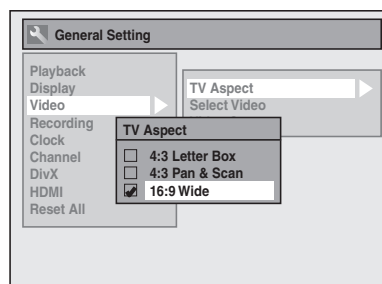 General Setting
Playback
Display
Video
Recording
Clock
Channel
DivX
HDMI
Reset All
TV Aspect
Select Video
TV Aspect
4:3 Letter Box
4:3 Pan & Scan
16:9 Wide